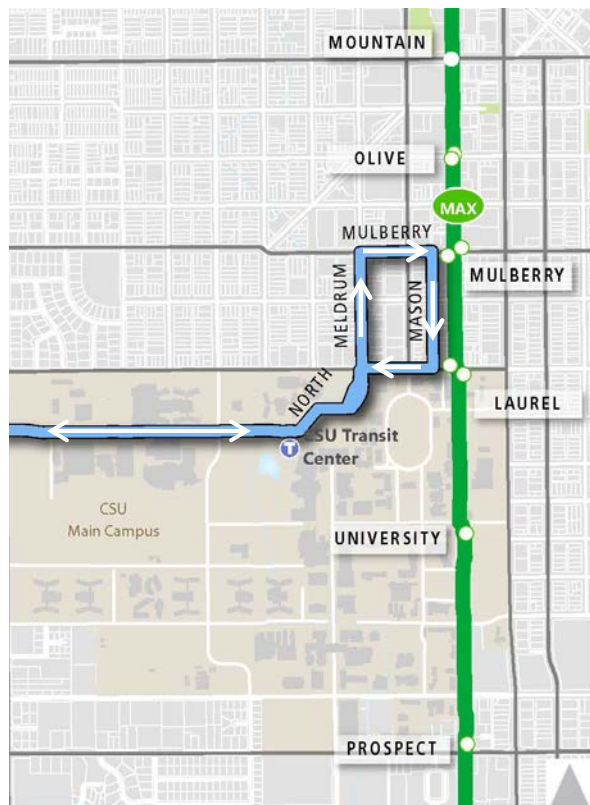 MOUNTAIN
OLIVE
MAX
MULBERRY
MULBERRY
MELDRUM
MASON
NORTH
LAUREL
T
CSU Transit
Center
CSU
Main Campus
UNIVERSITY
PROSPECT